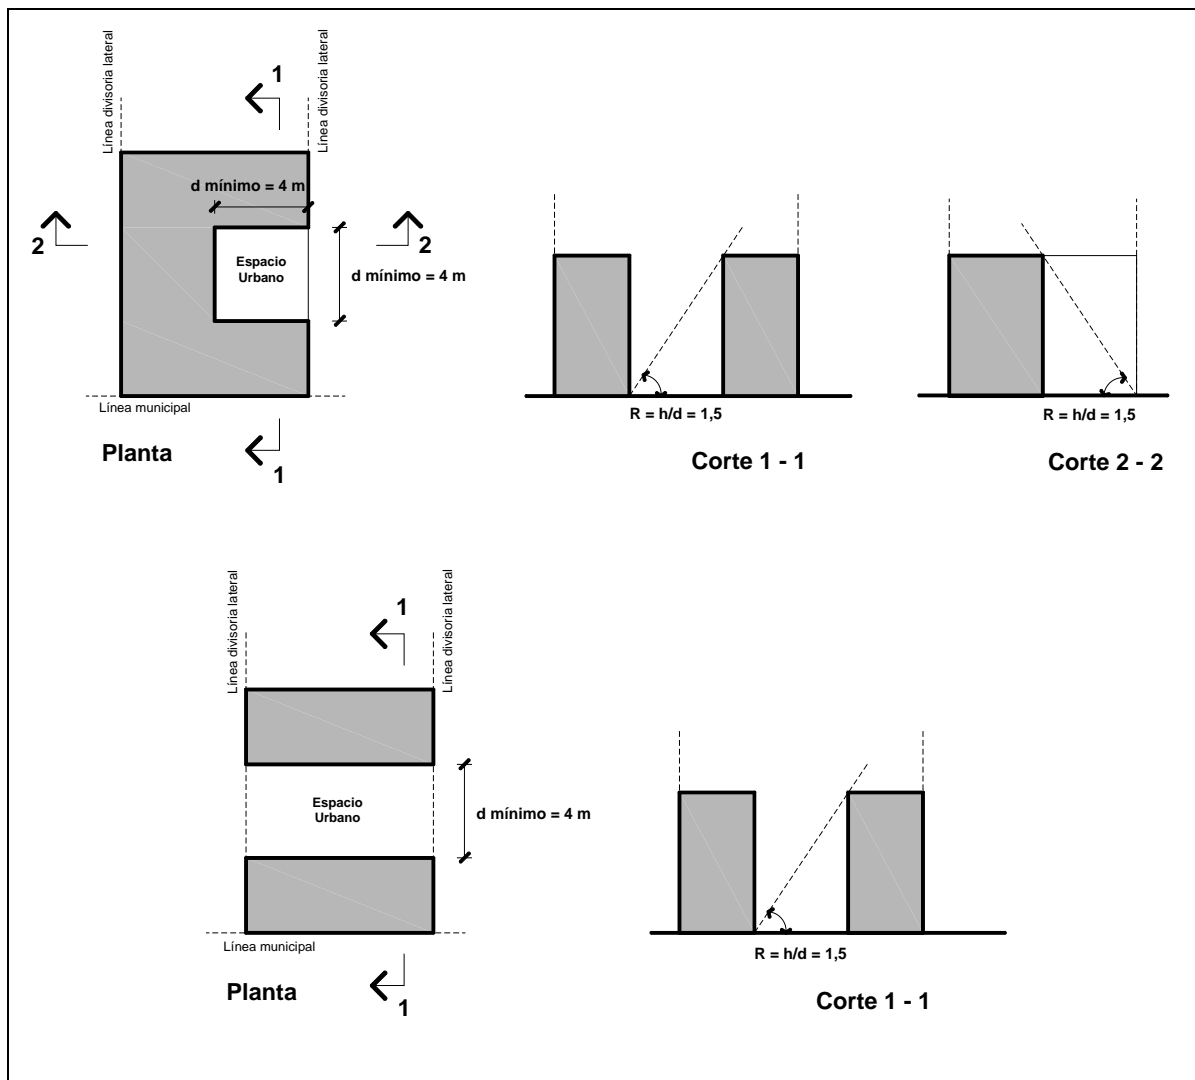 Línea divisoria lateral
Línea divisoria lateral
1
d mínimo = 4 m
2
2
Espacio
Urbano
d mínimo = 4 m
Línea municipal
1
Planta
R = h/d = 1,5
Corte 1 - 1
R = h/d = 1,5
Corte 2 - 2
Línea divisoria lateral
Línea divisoria lateral
1
Espacio
Urbano
d mínimo = 4 m
Línea municipal
1
Planta
R = h/d = 1,5
Corte 1 - 1